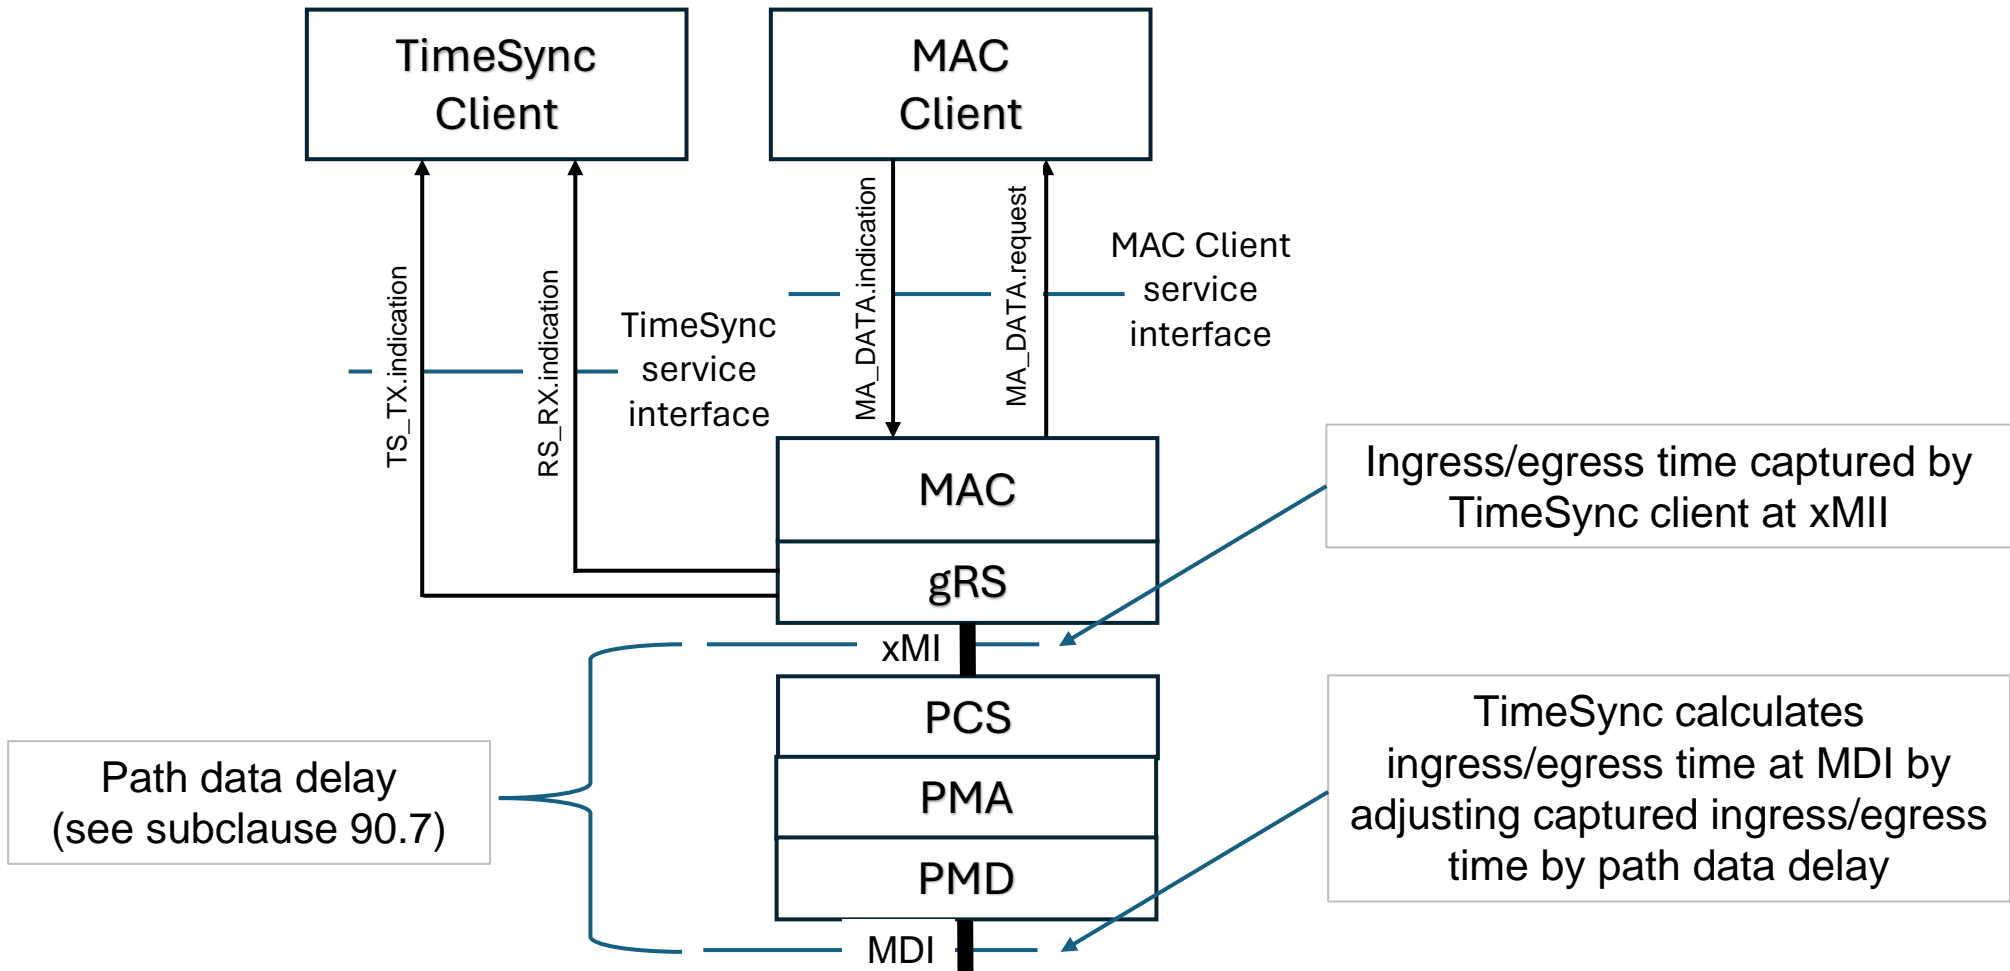 TimeSync
Client
MAC
Client
TS_TX.indication
RS_RX.indication
TimeSync
service
interface
MA_DATA.indication
MA_DATA.request
MAC Client
service
interface
MAC
gRS
xMI
PCS
PMA
PMD
MDI
Path data delay
(see subclause 90.7)
Ingress/egress time captured by
TimeSync client at xMII
TimeSync calculates
ingress/egress time at MDI by
adjusting captured ingress/egress
time by path data delay